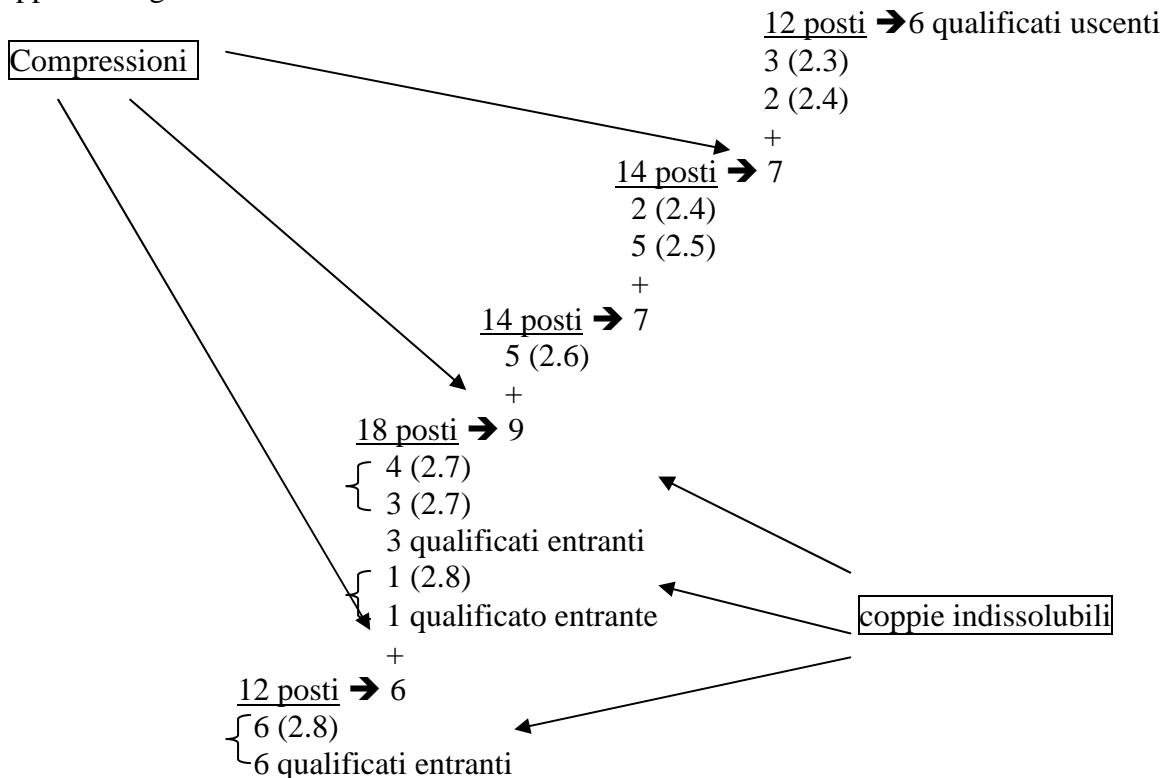 12 posti ➔6 qualificati uscenti
Compressioni
3 (2.3)
2 (2.4)
+
14 posti ➔ 7
2 (2.4)
5 (2.5)
+
14 posti ➔ 7
5 (2.6)
+
18 posti ➔ 9
4 (2.7)
3 (2.7)
3 qualificati entranti
1 (2.8)
1 qualificato entrante
coppie indissolubili
+
12 posti ➔ 6
6 (2.8)
6 qualificati entranti